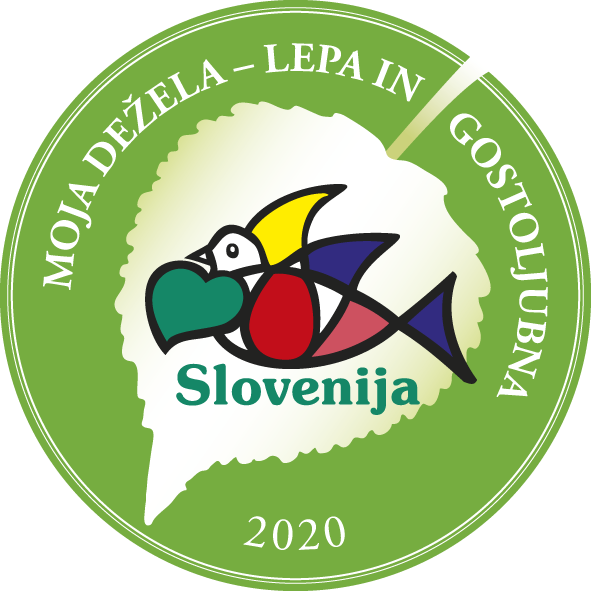 MOJA DEŽELA – LEPA IN GOSTOLJUBNA
Slovenija
2020